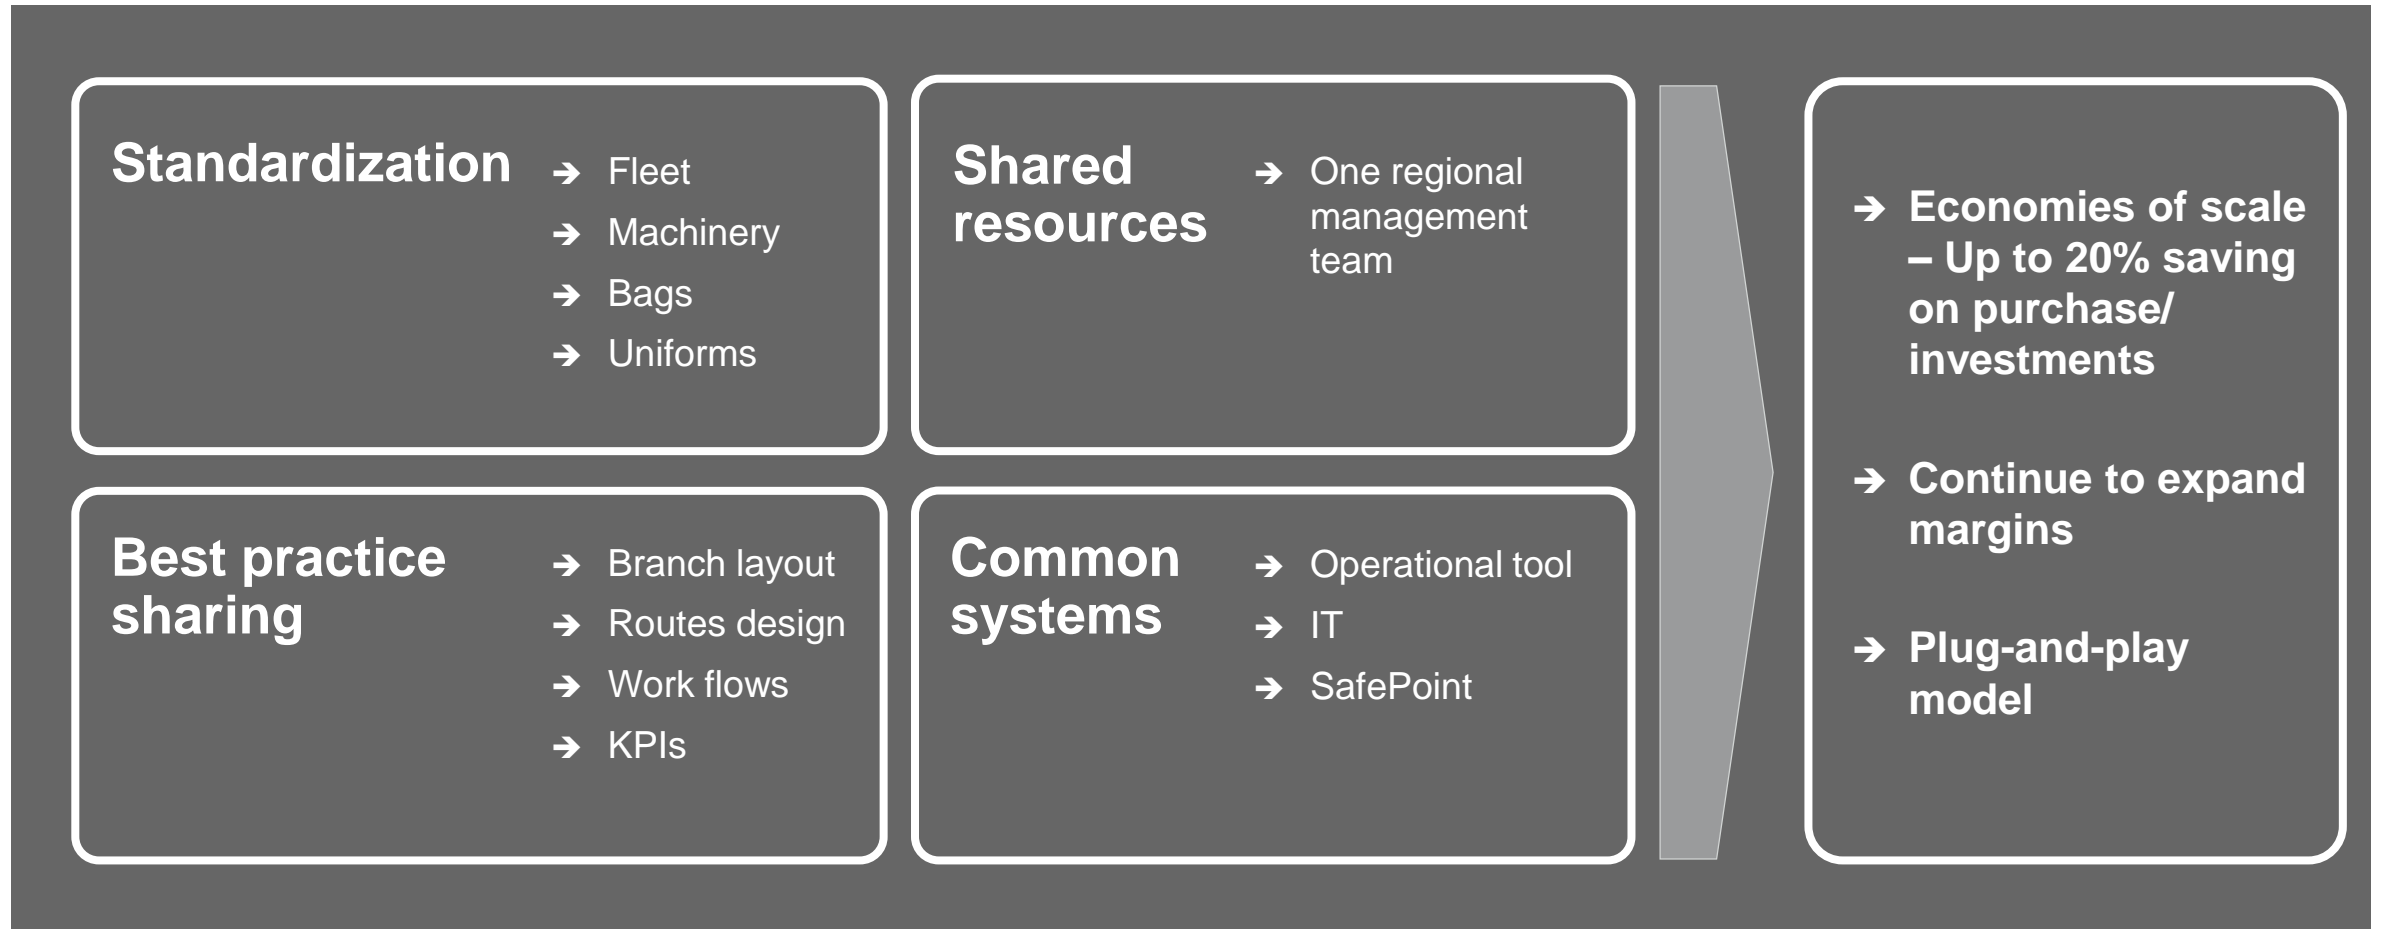 Standardization
➔ Fleet
➔ Machinery
➔ Bags
➔ Uniforms
Shared
resources
➔ One regional
management
team
Best practice
sharing
➔ Branch layout
➔ Routes design
➔ Work flows
➔ KPIs
Common
systems
➔ Operational tool
➔ IT
➔ SafePoint
➔ Economies of scale
– Up to 20% saving
on purchase/
investments
➔ Continue to expand
margins
➔ Plug-and-play
model